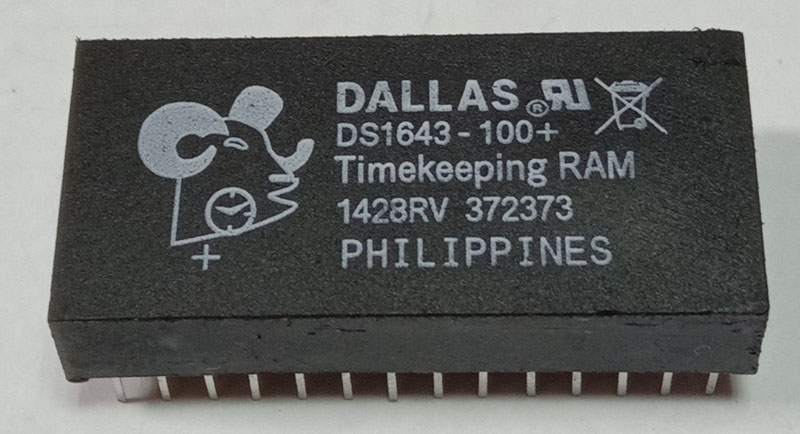 DALLAS®
DS1643-100+
Timekeeping RAM
1428RV 372373
PHILIPPINES
+